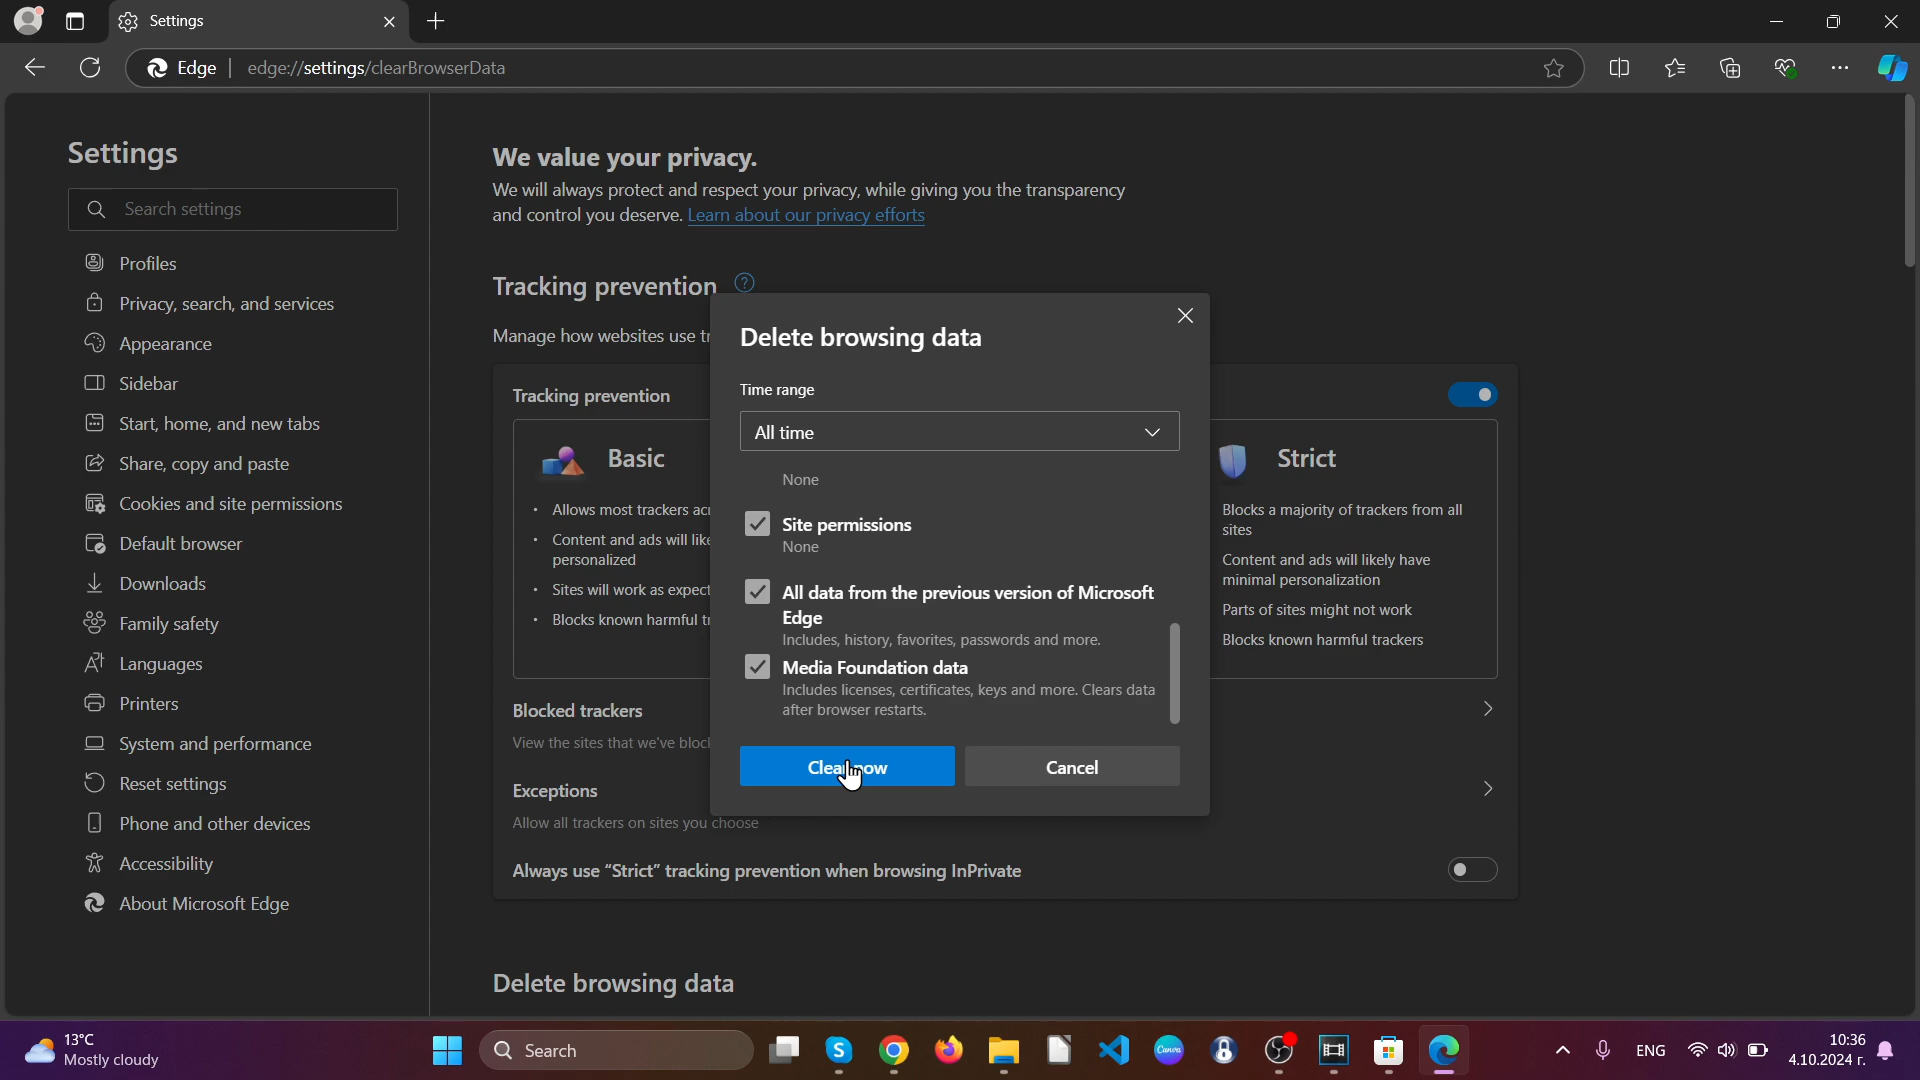 Settings
Edge
edge://settings/clearBrowserData
Settings
Search settings
Profiles
Privacy, search, and services
Appearance
Sidebar
Start, home, and new tabs
Share, copy and paste
Cookies and site permissions
Default browser
Downloads
Family safety
Languages
Printers
System and performance
Reset settings
Phone and other devices
Accessibility
About Microsoft Edge
We value your privacy.
We will always protect and respect your privacy, while giving you the transparency
and control you deserve. Learn about our privacy efforts
Tracking prevention
Manage how websites use
Tracking prevention
Basic
• Allows most trackers
• Content and ads will
personalized
• Sites will work as
• Blocks known harmful
Strict
Blocks a majority of trackers from all
sites
Content and ads will likely have
minimal personalization
Parts of sites might not work
Blocks known harmful trackers
Blocked trackers
View the sites that we've
Exceptions
Allow all trackers on sites you choose
Always use “Strict” tracking prevention when browsing InPrivate
Delete browsing data
Delete browsing data
Time range
All time
None
Site permissions
None
All data from the previous version of Microsoft
Edge
Includes, history, favorites, passwords and more.
Media Foundation data
Includes licenses, certificates, keys and more. Clears data
after browser restarts.
Clear now
Cancel
13°C
Mostly cloudy
Search
Canva
ENG
10:36
4.10.2024 г.